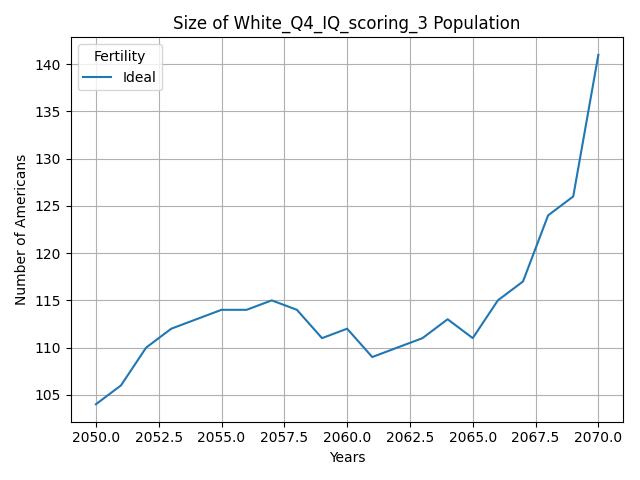 Size of White_Q4_IQ_scoring_3 Population
Fertility
Ideal
Number of Americans
140
135
130
125
120
115
110
105
2050.0 2052.5 2055.0 2057.5 2060.0 2062.5 2065.0 2067.5 2070.0
Years